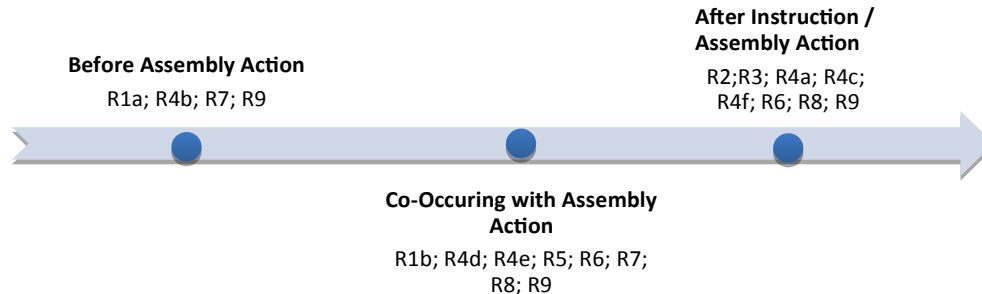 Before Assembly Action
R1a; R4b; R7; R9
Co-Occuring with Assembly
Action
R1b; R4d; R4e; R5; R6; R7;
R8; R9
After Instruction /
Assembly Action
R2;R3; R4a; R4c;
R4f; R6; R8; R9